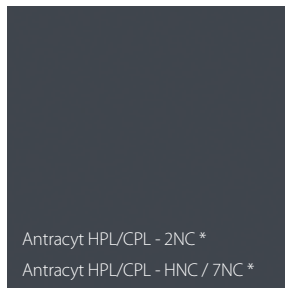 Antracyt HPL/CPL - 2NC *
Antracyt HPL/CPL - HNC / 7NC *